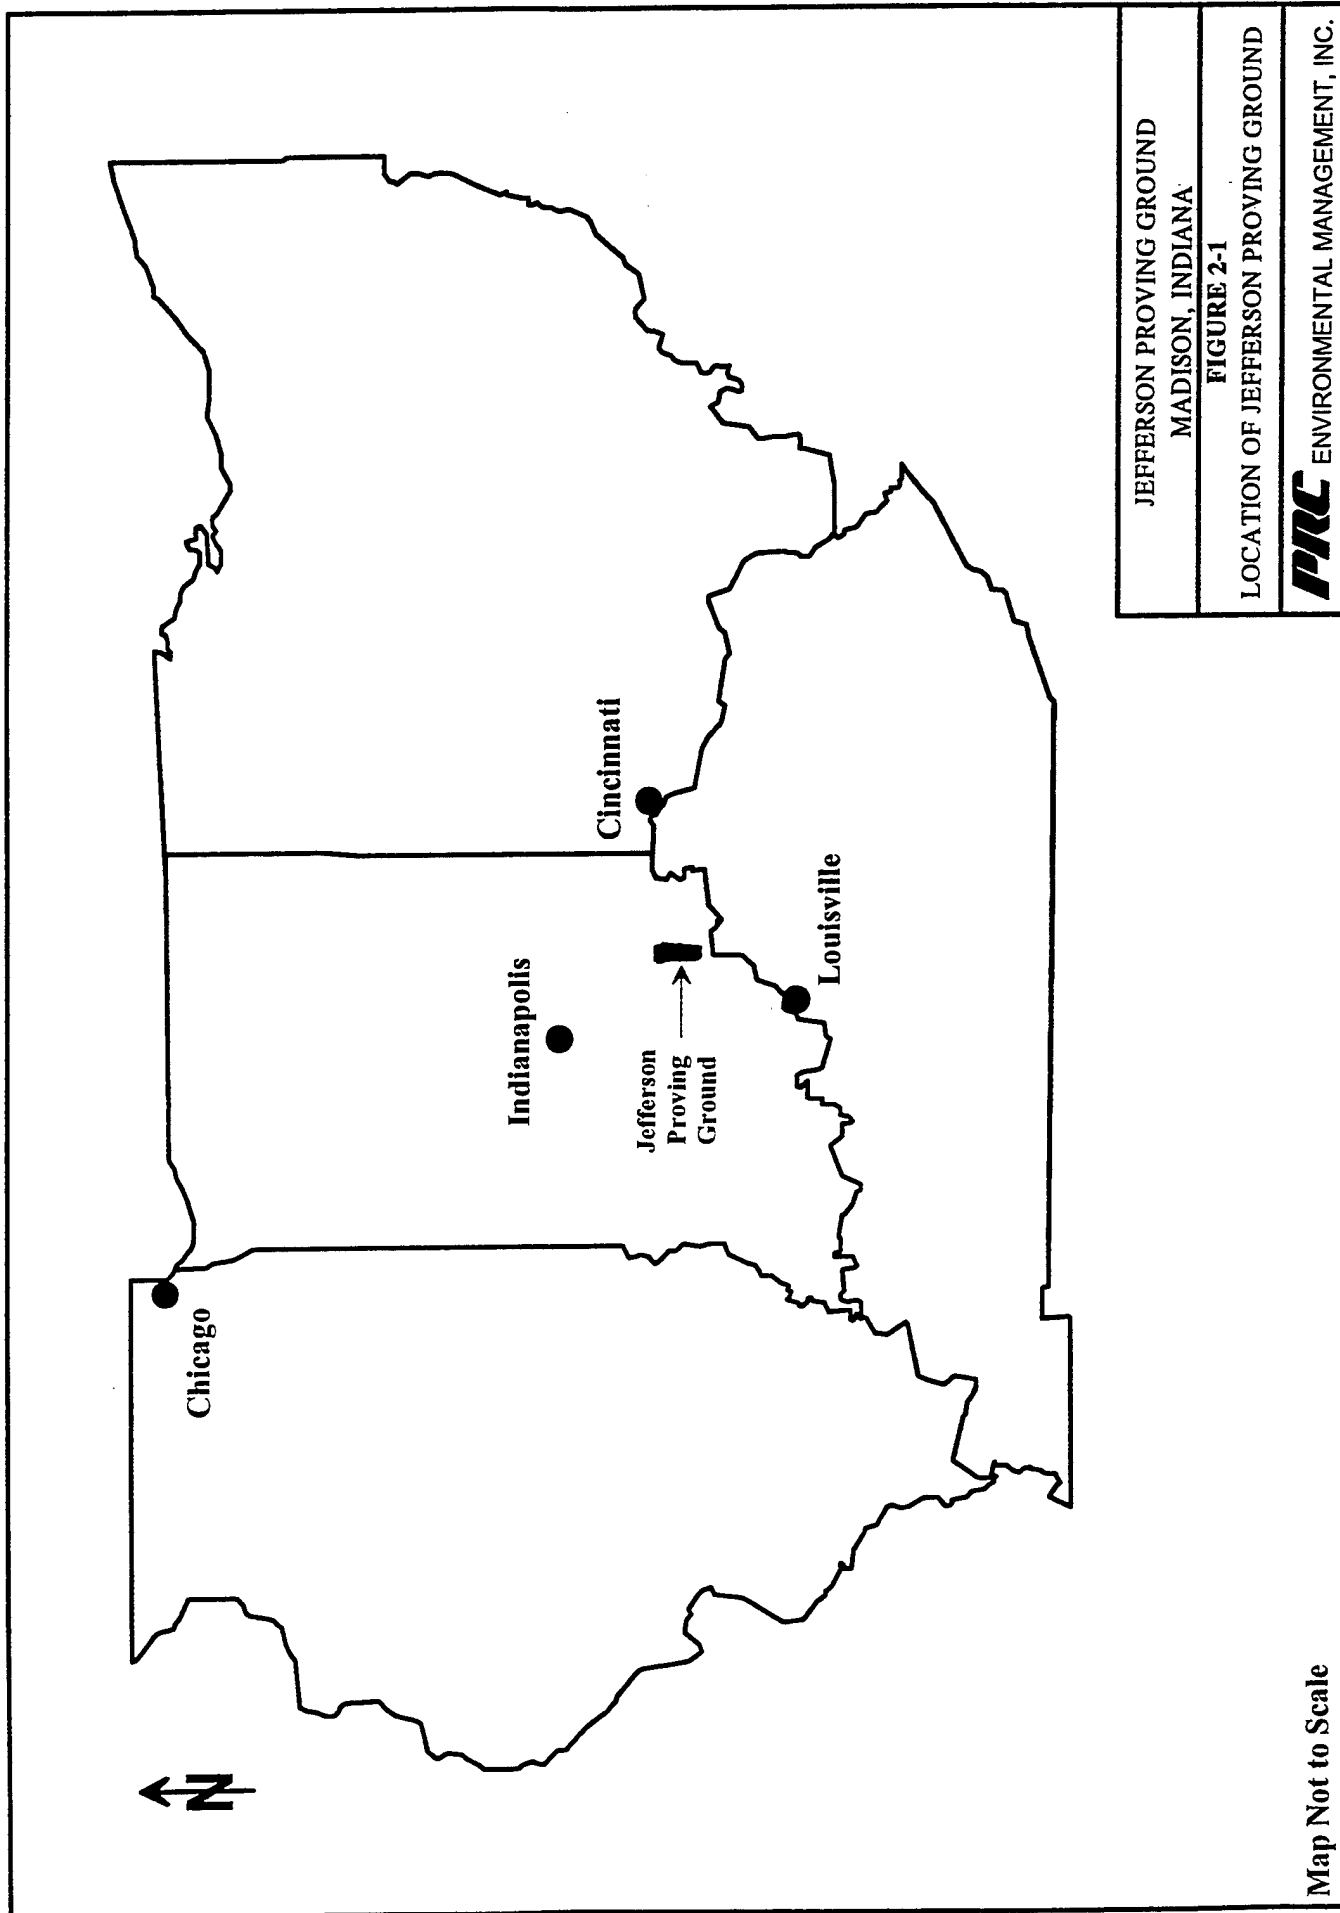 N
Chicago
Indianapolis
Cincinnati
Jefferson
Proving
Ground
Louisville
Map Not to Scale
JEFFERSON PROVING GROUND
MADISON, INDIANA
FIGURE 2-1
LOCATION OF JEFFERSON PROVING GROUND
PRC ENVIRONMENTAL MANAGEMENT, INC.